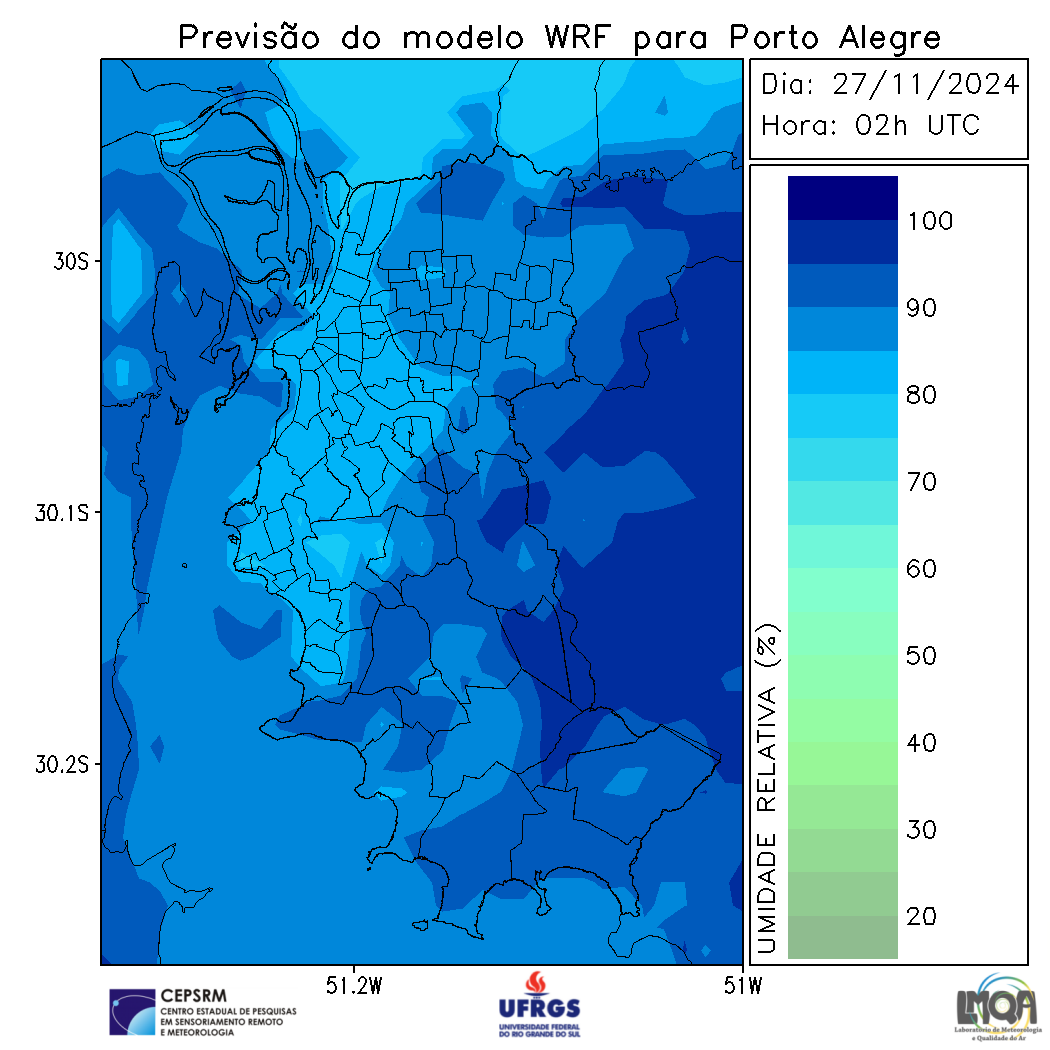 Previsão do modelo WRF para Porto Alegre
Dia: 27/11/2024
Hora: 02h UTC
30S
30.1S
30.2S
51.2W
51W
UMIDADE RELATIVA (%)
100
90
80
70
60
50
40
30
20
CEPSRM
CENTRO ESTADUAL DE PESQUISAS
EM SENSORIAMENTO REMOTO
E METEOROLOGIA
UFRGS
UNIVERSIDADE FEDERAL
DO RIO GRANDE DO SUL
LMQA
Laboratório de Meteorologia
e Qualidade do Ar